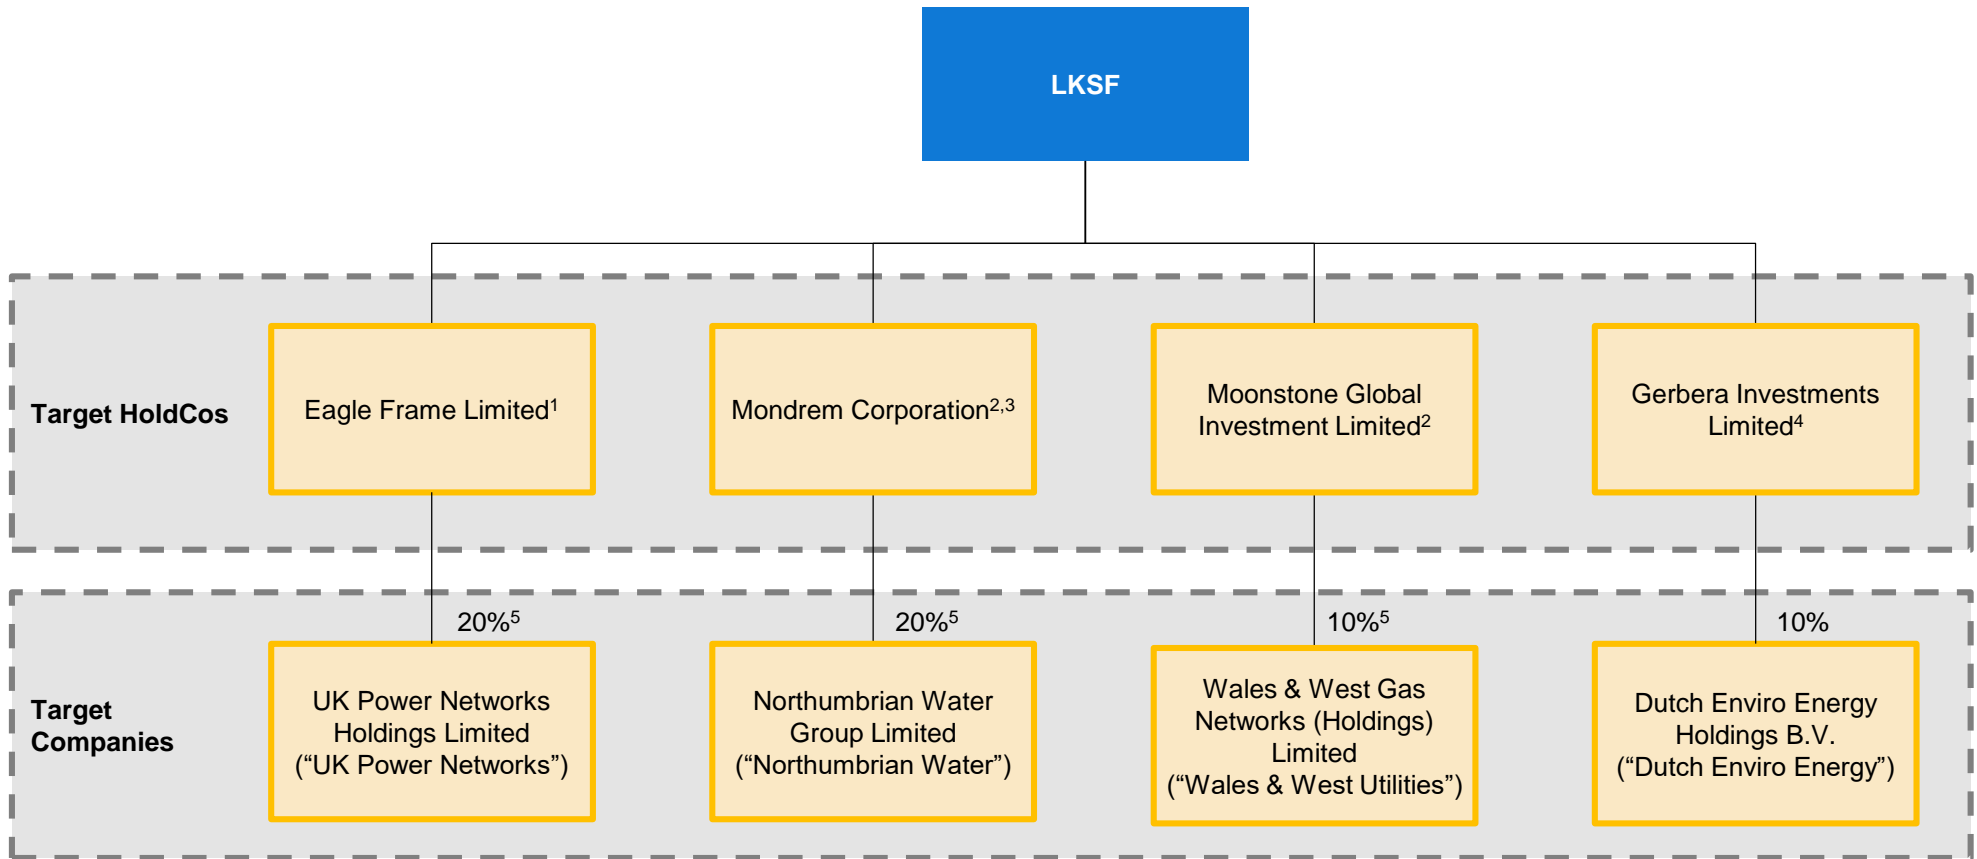 LKSF
Target HoldCos
Eagle Frame Limited¹
Mondrem Corporation²,³
Moonstone Global
Investment Limited²
Gerbera Investments
Limited⁴
20%⁵
20%⁵
10%⁵
10%
Target
Companies
UK Power Networks
Holdings Limited
(“UK Power Networks”)
Northumbrian Water
Group Limited
(“Northumbrian Water”)
Wales & West Gas
Networks (Holdings)
Limited
(“Wales & West Utilities”)
Dutch Enviro Energy
Holdings B.V.
(“Dutch Enviro Energy”)